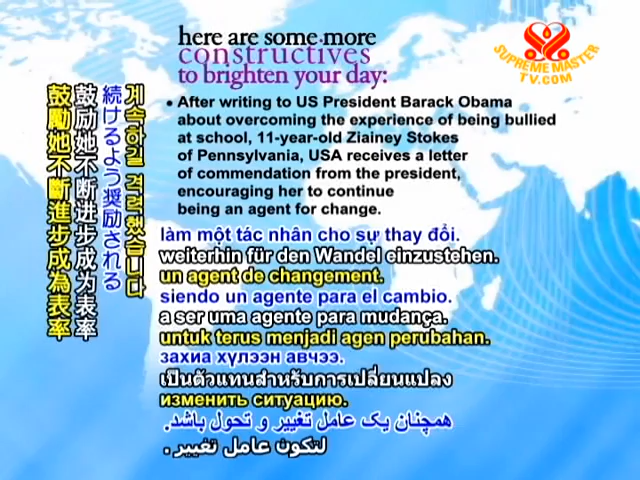 here are some more
constructives
to brighten your day:
SUPREME MASTER
TV.COM
• After writing to US President Barack Obama
about overcoming the experience of being bullied
at school, 11-year-old Ziainey Stokes
of Pennsylvania, USA receives a letter
of commendation from the president,
encouraging her to continue
being an agent for change.
계속하길 격려했습니다
続けるよう奨励される
鼓励她不断进步成为表率
鼓勵她不斷進步成為表率
làm một tác nhân cho sự thay đổi.
weiterhin für den Wandel einzustehen.
un agent de changement.
siendo un agente para el cambio.
a ser uma agente para mudança.
untuk terus menjadi agen perubahan.
захиа хүлээн авчээ.
เป็นตัวแทนสำหรับการเปลี่ยนแปลง
изменить ситуацию.
همچنان یک عامل تغییر و تحول باشد.
لتكون عامل تغيير .